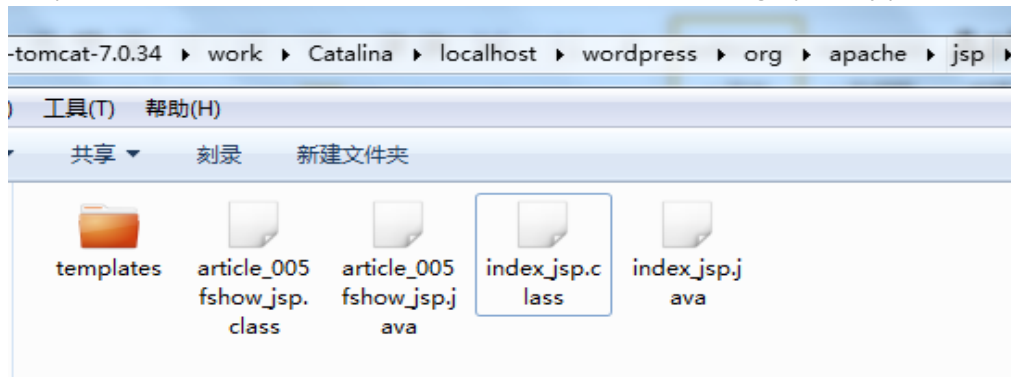 -tomcat-7.0.34 ▸ work ▸ Catalina ▸ localhost ▸ wordpress ▸ org ▸ apache ▸ jsp ▸
) 工具(T) 帮助(H)
共享 ▼ 刻录 新建文件夹
templates article_005 article_005 index_jsp.c index_jsp.j
fshow_jsp. fshow_jsp.j lass ava
class ava